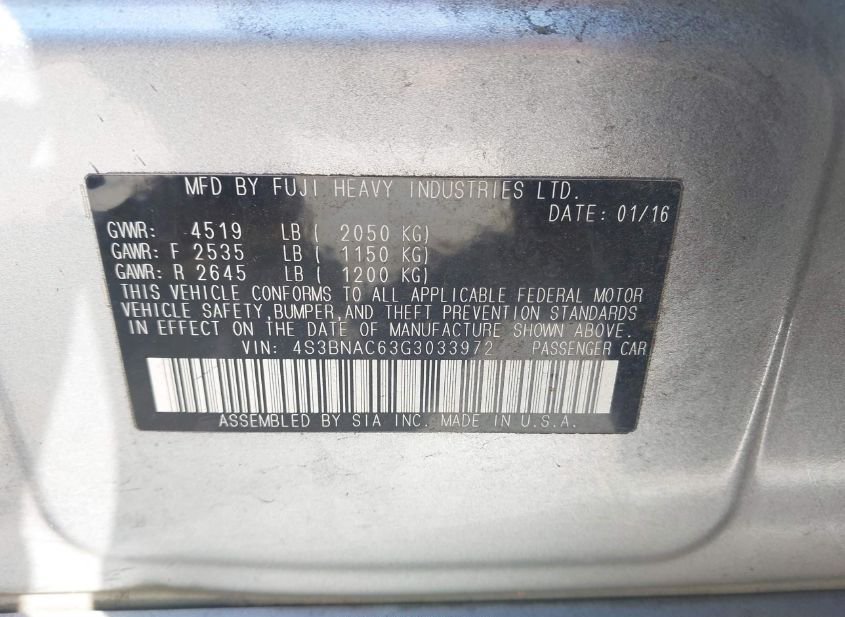 MFD BY FUJI HEAVY INDUSTRIES LTD.
DATE: 01/16
GVWR: 4519 LB ( 2050 KG)
GAWR: F 2535 LB ( 1150 KG)
GAWR: R 2645 LB ( 1200 KG)
THIS VEHICLE CONFORMS TO ALL APPLICABLE FEDERAL MOTOR
VEHICLE SAFETY,BUMPER,AND THEFT PREVENTION STANDARDS
IN EFFECT ON THE DATE OF MANUFACTURE SHOWN ABOVE.
VIN: 4S3BNAC63G3033972 PASSENGER CAR
ASSEMBLED BY SIA INC. MADE IN U.S.A.